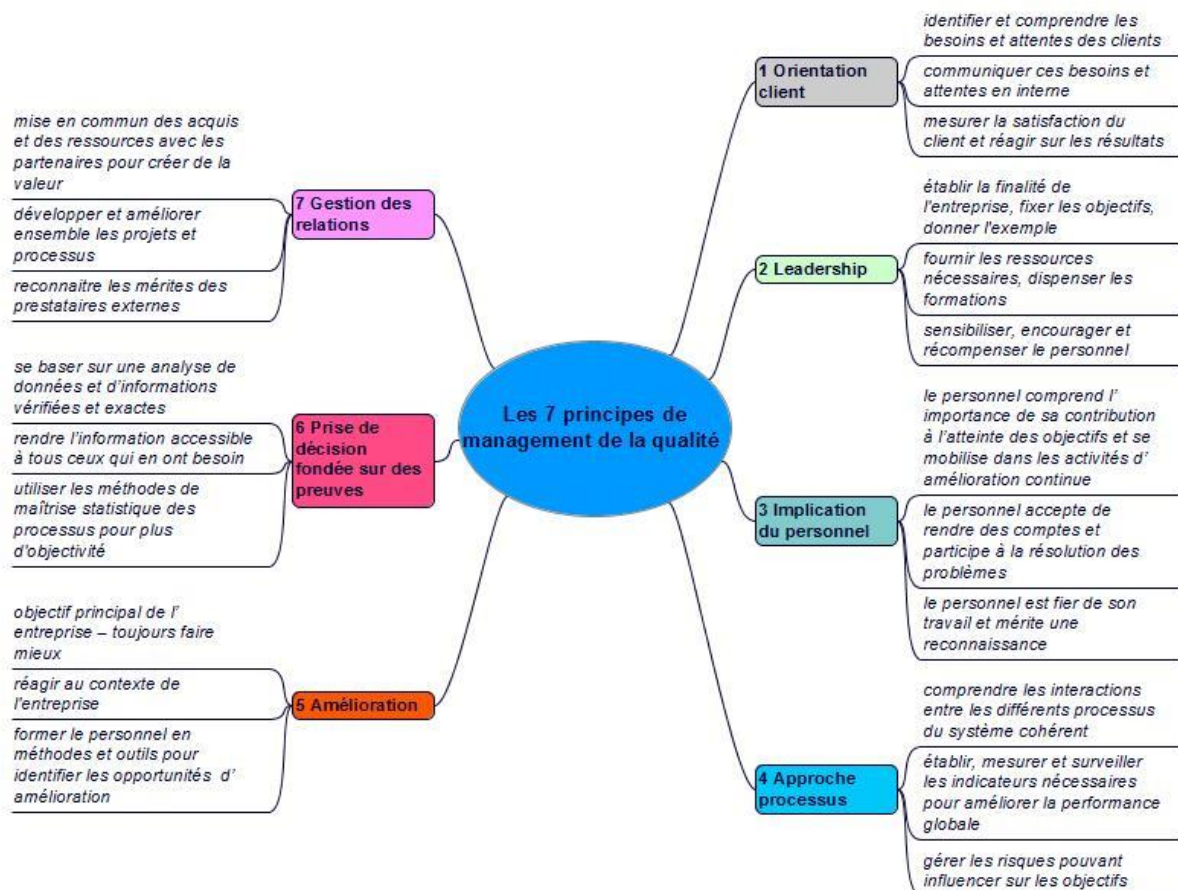 Les 7 principes de
management de la qualité
1 Orientation
client
identifier et comprendre les
besoins et attentes des clients
communiquer ces besoins et
attentes en interne
mesurer la satisfaction du
client et réagir sur les résultats
2 Leadership
établir la finalité de
l'entreprise, fixer les objectifs,
donner l'exemple
fournir les ressources
nécessaires, dispenser les
formations
sensibiliser, encourager et
récompenser le personnel
3 Implication
du personnel
le personnel comprend l’
importance de sa contribution
à l’atteinte des objectifs et se
mobilise dans les activités d’
amélioration continue
le personnel accepte de
rendre des comptes et
participe à la résolution des
problèmes
le personnel est fier de son
travail et mérite une
reconnaissance
4 Approche
processus
comprendre les interactions
entre les différents processus
du système cohérent
établir, mesurer et surveiller
les indicateurs nécessaires
pour améliorer la performance
globale
gérer les risques pouvant
influencer sur les objectifs
5 Amélioration
objectif principal de l’
entreprise – toujours faire
mieux
réagir au contexte de
l'entreprise
former le personnel en
méthodes et outils pour
identifier les opportunités d’
amélioration
6 Prise de
décision
fondée sur des
preuves
se baser sur une analyse de
données et d’informations
vérifiées et exactes
rendre l’information accessible
à tous ceux qui en ont besoin
utiliser les méthodes de
maîtrise statistique des
processus pour plus
d'objectivité
7 Gestion des
relations
mise en commun des acquis
et des ressources avec les
partenaires pour créer de la
valeur
développer et améliorer
ensemble les projets et
processus
reconnaitre les mérites des
prestataires externes